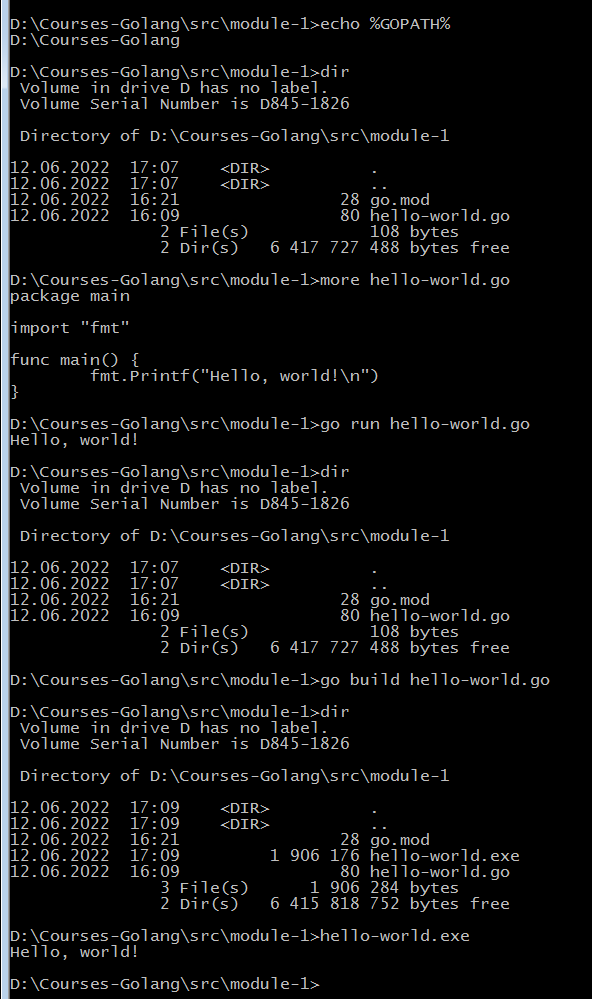 D:\Courses-Golang\src\module-1>echo %GOPATH%
D:\Courses-Golang
D:\Courses-Golang\src\module-1>dir
 Volume in drive D has no label.
 Volume Serial Number is D845-1826
 Directory of D:\Courses-Golang\src\module-1
12.06.2022  17:07    <DIR>          .
12.06.2022  17:07    <DIR>          ..
12.06.2022  16:21                28 go.mod
12.06.2022  16:09                80 hello-world.go
               2 File(s)            108 bytes
               2 Dir(s)   6 417 727 488 bytes free
D:\Courses-Golang\src\module-1>more hello-world.go
package main
import "fmt"
func main() {
        fmt.Printf("Hello, world!\n")
}
D:\Courses-Golang\src\module-1>go run hello-world.go
Hello, world!
D:\Courses-Golang\src\module-1>dir
 Volume in drive D has no label.
 Volume Serial Number is D845-1826
 Directory of D:\Courses-Golang\src\module-1
12.06.2022  17:07    <DIR>          .
12.06.2022  17:07    <DIR>          ..
12.06.2022  16:21                28 go.mod
12.06.2022  16:09                80 hello-world.go
               2 File(s)            108 bytes
               2 Dir(s)   6 417 727 488 bytes free
D:\Courses-Golang\src\module-1>go build hello-world.go
D:\Courses-Golang\src\module-1>dir
 Volume in drive D has no label.
 Volume Serial Number is D845-1826
 Directory of D:\Courses-Golang\src\module-1
12.06.2022  17:09    <DIR>          .
12.06.2022  17:09    <DIR>          ..
12.06.2022  16:21                28 go.mod
12.06.2022  17:09         1 906 176 hello-world.exe
12.06.2022  16:09                80 hello-world.go
               3 File(s)      1 906 284 bytes
               2 Dir(s)   6 415 818 752 bytes free
D:\Courses-Golang\src\module-1>hello-world.exe
Hello, world!
D:\Courses-Golang\src\module-1>